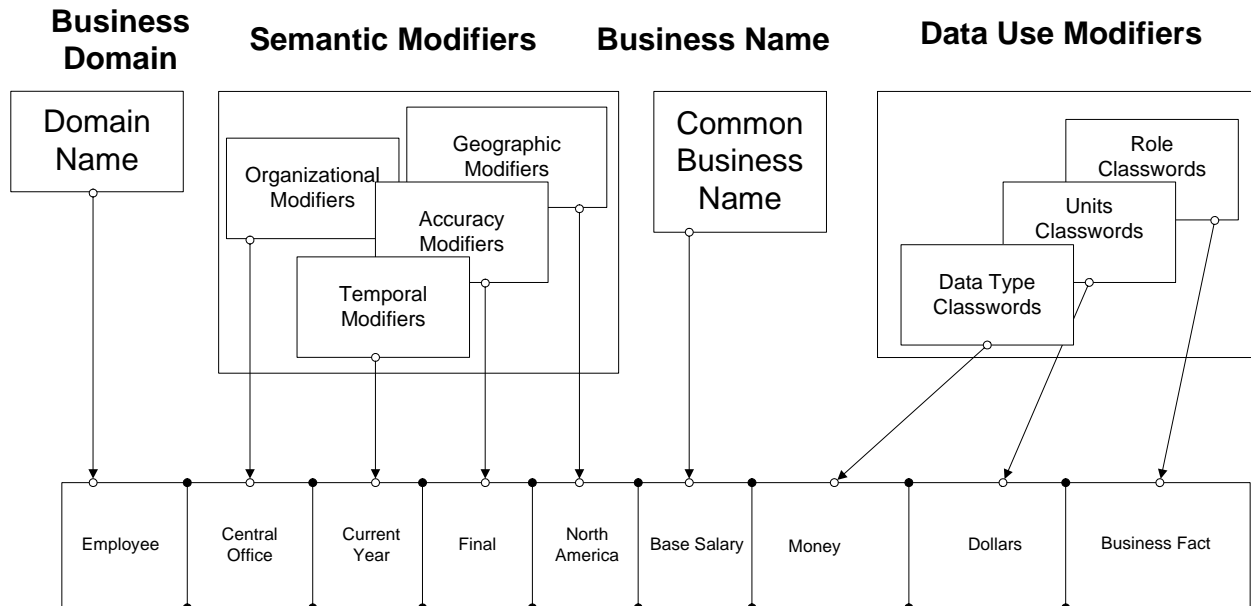 Business
Domain
Semantic Modifiers
Business Name
Data Use Modifiers
Domain
Name
Organizational
Modifiers
Geographic
Modifiers
Accuracy
Modifiers
Temporal
Modifiers
Common
Business
Name
Role
Classwords
Units
Classwords
Data Type
Classwords
Employee
Central
Office
Current
Year
Final
North
America
Base Salary
Money
Dollars
Business Fact